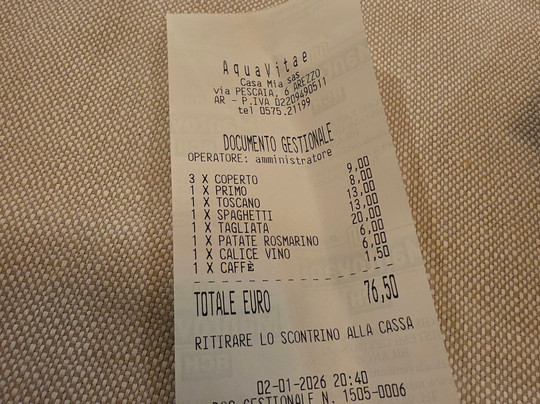 AquaVitae
Casa Mia sas
via PESCAIA, 6 AREZZO
AR - P.IVA 02209490511
tel 0575.21199
DOCUMENTO GESTIONALE
OPERATORE: amministratore
3 X COPERTO 9,00
1 X PRIMO 8,00
1 X TOSCANO 13,00
1 X SPAGHETTI 13,00
1 X TAGLIATA 20,00
1 X PATATE ROSMARINO 6,00
1 X CALICE VINO 6,00
1 X CAFFÈ 1,50
TOTALE EURO 76,50
RITIRARE LO SCONTRINO ALLA CASSA
02-01-2026 20:40
DOC GESTIONALE N. 1505-0006